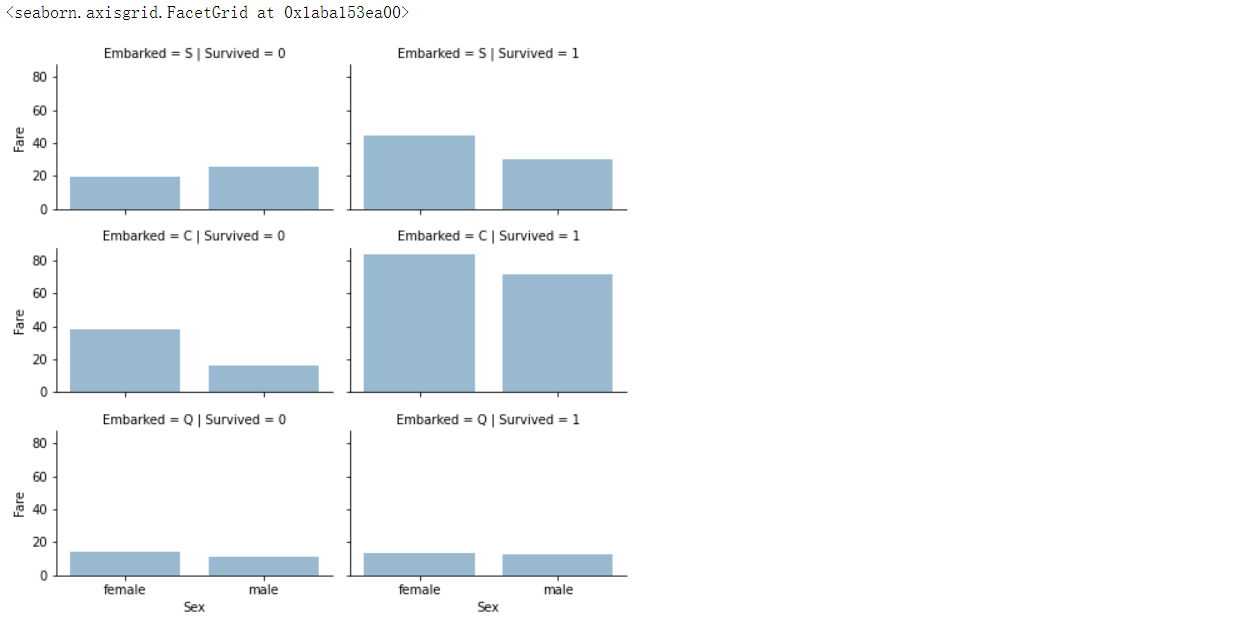 <seaborn.axisgrid.FacetGrid at 0x1aba153ea00>
Embarked = S | Survived = 0
Embarked = S | Survived = 1
80
60
40
20
0
Fare
Embarked = C | Survived = 0
Embarked = C | Survived = 1
80
60
40
20
0
Fare
Embarked = Q | Survived = 0
Embarked = Q | Survived = 1
80
60
40
20
0
Fare
female male
Sex
female male
Sex